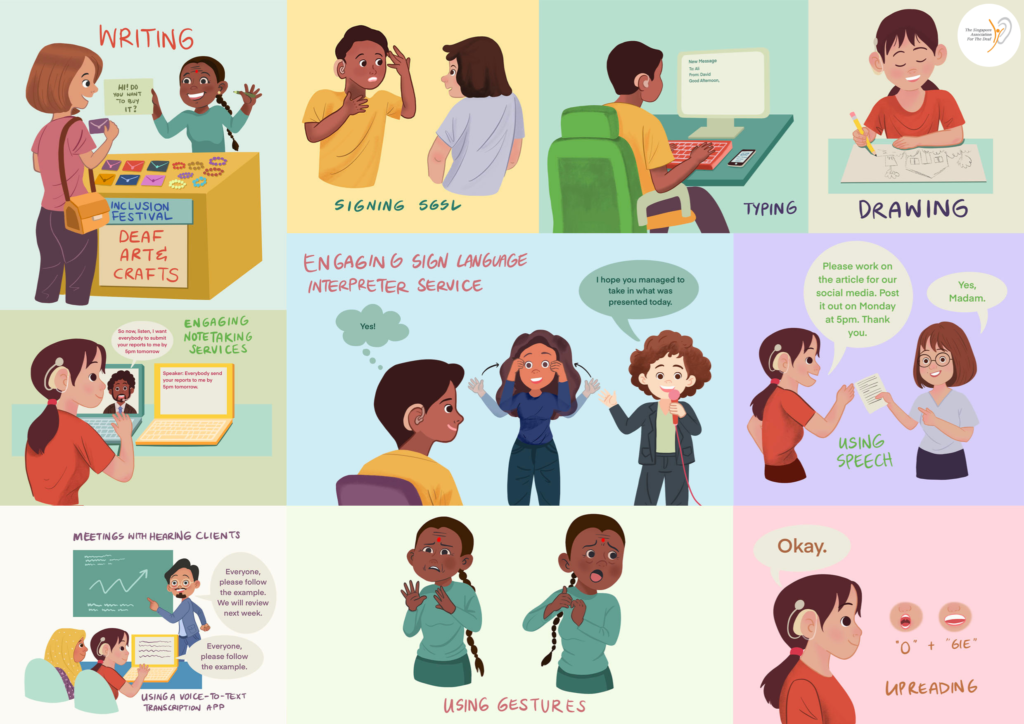 WRITING
HI! DO
YOU WANT
TO BUY
IT?
INCLUSION
FESTIVAL
DEAF
ART &
CRAFTS
SIGNING SGSL
New Message
To All
From David
Good Afternoon,
TYPING
The Singapore
Association
For The Deaf
DRAWING
ENGAGING
NOTETAKING
SERVICES
So now, listen, I want
everybody to submit
your reports to me by
5pm tomorrow
Speaker: Everybody send
your reports to me by
5pm tomorrow.
ENGAGING SIGN LANGUAGE
INTERPRETER SERVICE
Yes!
I hope you managed to
take in what was
presented today.
Please work on
the article for our
social media. Post
it out on Monday
at 5pm. Thank
you.
Yes,
Madam.
USING
SPEECH
MEETINGS WITH HEARING CLIENTS
Everyone,
please follow
the example.
We will review
next week.
Everyone,
please follow
the example.
USING A VOICE-TO-TEXT
TRANSCRIPTION APP
USING GESTURES
Okay.
"O" + "GIE"
LIPREADING